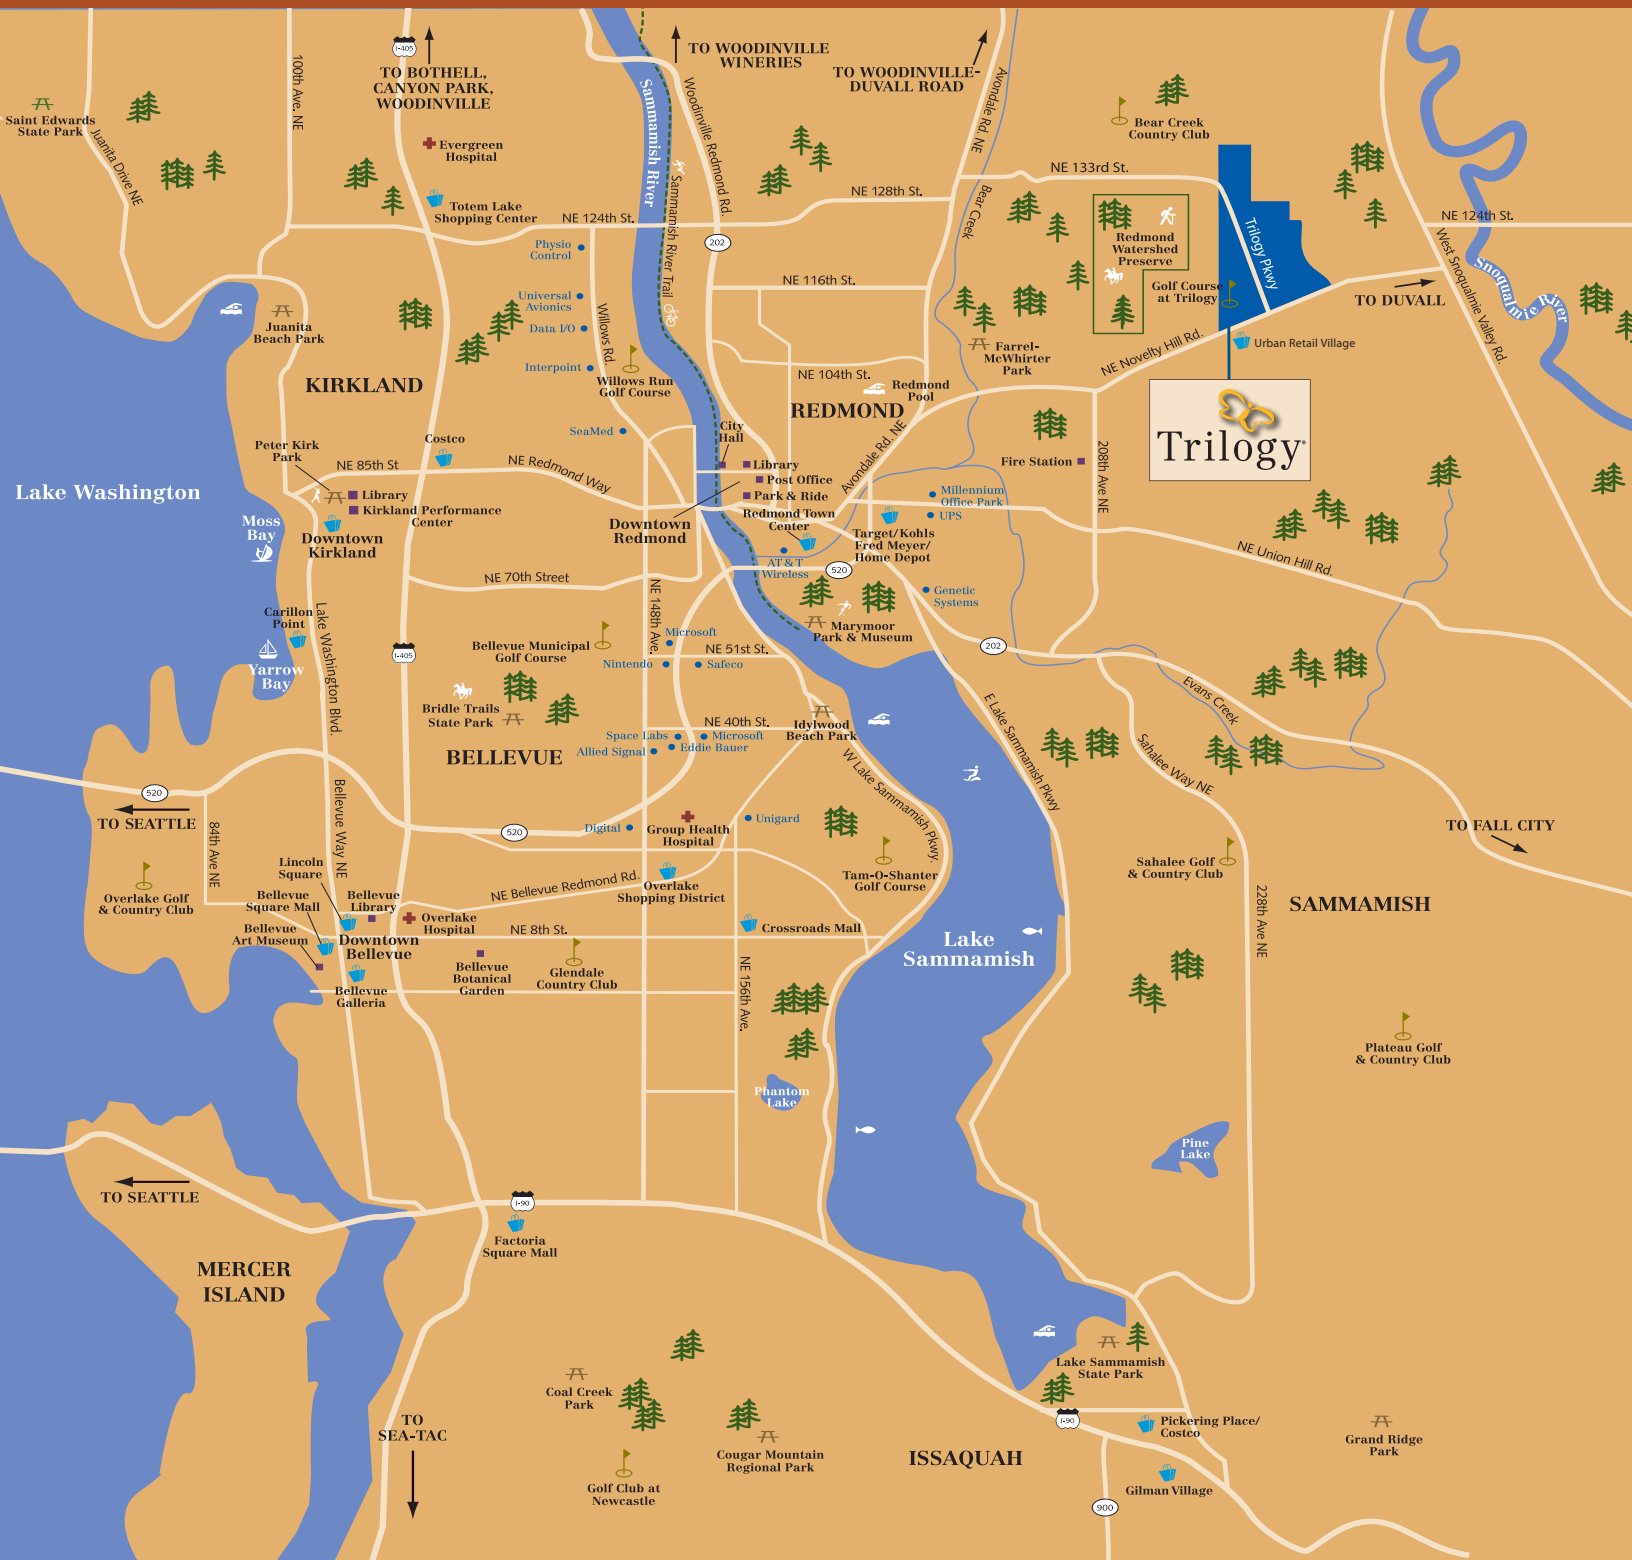 I-405
TO BOTHELL,
CANYON PARK,
WOODINVILLE
TO WOODINVILLE
WINERIES
TO WOODINVILLE-
DUVALL ROAD
100th Ave. NE
Saint Edwards
State Park
Juanita Drive NE
Evergreen
Hospital
Totem Lake
Shopping Center
NE 124th St.
Sammamish River
Sammamish River Trail
Woodinville Redmond Rd.
202
NE 128th St.
Avondale Rd. NE
Bear Creek
Bear Creek
Country Club
NE 133rd St.
Redmond
Watershed
Preserve
Trilogy Pkwy
Golf Course
at Trilogy
NE 124th St.
West Snoqualmie Valley Rd.
Snoqualmie River
TO DUVALL
Physio
Control
Universal
Avionics
Data I/O
Interpoint
Willows Rd.
Willows Run
Golf Course
NE 116th St.
NE 104th St.
Redmond
Pool
Farrel-
McWhirter
Park
NE Novelty Hill Rd.
Urban Retail Village
Trilogy®
Juanita
Beach Park
KIRKLAND
REDMOND
SeaMed
City
Hall
Library
Post Office
Park & Ride
Redmond Town
Center
Avondale Rd. NE
Fire Station
208th Ave NE
Costco
Peter Kirk
Park
NE 85th St
NE Redmond Way
Library
Kirkland Performance
Center
Downtown
Kirkland
Lake Washington
Moss
Bay
Downtown
Redmond
Millennium
Office Park
UPS
Target/Kohls
Fred Meyer/
Home Depot
AT&T
Wireless
520
Genetic
Systems
NE Union Hill Rd.
NE 70th Street
NE 148th Ave.
Marymoor
Park & Museum
202
Carillon
Point
Yarrow
Bay
Lake Washington Blvd.
I-405
Bellevue Municipal
Golf Course
Microsoft
NE 51st St.
Nintendo
Safeco
Bridle Trails
State Park
NE 40th St.
Space Labs
Microsoft
Allied Signal
Eddie Bauer
Idylwood
Beach Park
BELLEVUE
W Lake Sammamish Pkwy.
E Lake Sammamish Pkwy
Evans Creek
Sahalee Way NE
520
TO SEATTLE
84th Ave NE
Bellevue Way NE
520
Digital
Group Health
Hospital
Unigard
TO FALL CITY
Overlake Golf
& Country Club
Lincoln
Square
Bellevue
Square Mall
Bellevue
Library
Bellevue
Art Museum
Overlake
Hospital
Downtown
Bellevue
Bellevue
Galleria
NE Bellevue Redmond Rd.
Overlake
Shopping District
Tam-O-Shanter
Golf Course
Sahalee Golf
& Country Club
228th Ave NE
SAMMAMISH
NE 8th St.
Crossroads Mall
Bellevue
Botanical
Garden
Glendale
Country Club
NE 156th Ave.
Lake
Sammamish
Phantom
Lake
Plateau Golf
& Country Club
Pine
Lake
TO SEATTLE
I-90
Factoria
Square Mall
MERCER
ISLAND
Lake Sammamish
State Park
Coal Creek
Park
TO
SEA-TAC
I-90
Pickering Place/
Costco
Grand Ridge
Park
Cougar Mountain
Regional Park
ISSAQUAH
Golf Club at
Newcastle
Gilman Village
900